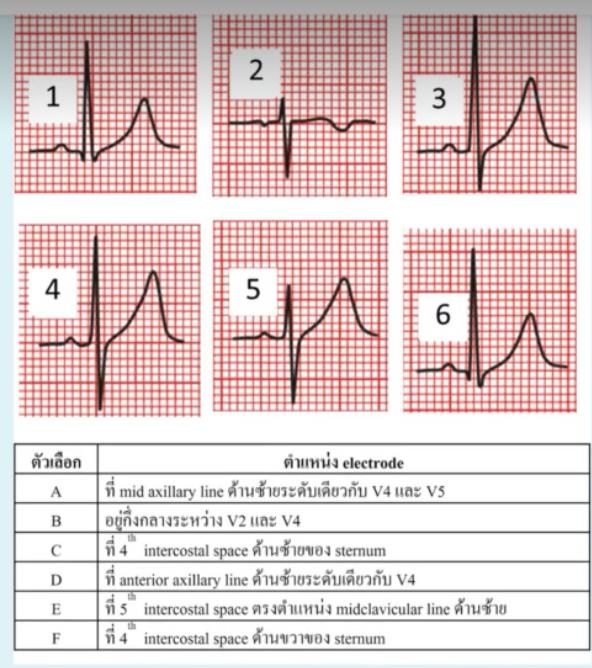 1
2
3
4
5
6
ตัวเลือก ตำแหน่ง electrode
A ที่ mid axillary line ด้านซ้ายระดับเดียวกับ V4 และ V5
B อยู่กึ่งกลางระหว่าง V2 และ V4
C ที่ 4th intercostal space ด้านซ้ายของ sternum
D ที่ anterior axillary line ด้านซ้ายระดับเดียวกับ V4
E ที่ 5th intercostal space ตรงตำแหน่ง midclavicular line ด้านซ้าย
F ที่ 4th intercostal space ด้านขวาของ sternum